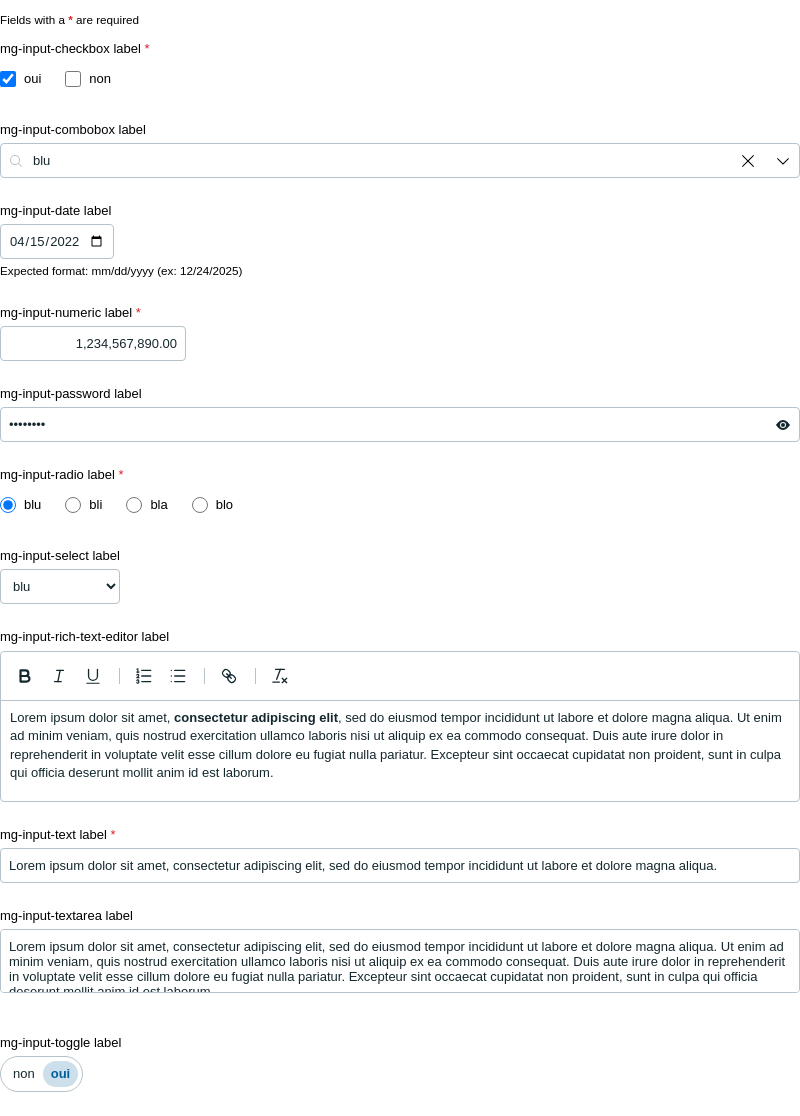 Fields with a * are required
mg-input-checkbox label *
oui non
mg-input-combobox label
blu
mg-input-date label
04/15/2022
Expected format: mm/dd/yyyy (ex: 12/24/2025)
mg-input-numeric label *
1,234,567,890.00
mg-input-password label
••••••••
mg-input-radio label *
blu bli bla blo
mg-input-select label
blu
mg-input-rich-text-editor label
Lorem ipsum dolor sit amet, consectetur adipiscing elit, sed do eiusmod tempor incididunt ut labore et dolore magna aliqua. Ut enim
ad minim veniam, quis nostrud exercitation ullamco laboris nisi ut aliquip ex ea commodo consequat. Duis aute irure dolor in
reprehenderit in voluptate velit esse cillum dolore eu fugiat nulla pariatur. Excepteur sint occaecat cupidatat non proident, sunt in culpa
qui officia deserunt mollit anim id est laborum.
mg-input-text label *
Lorem ipsum dolor sit amet, consectetur adipiscing elit, sed do eiusmod tempor incididunt ut labore et dolore magna aliqua.
mg-input-textarea label
Lorem ipsum dolor sit amet, consectetur adipiscing elit, sed do eiusmod tempor incididunt ut labore et dolore magna aliqua. Ut enim ad
minim veniam, quis nostrud exercitation ullamco laboris nisi ut aliquip ex ea commodo consequat. Duis aute irure dolor in reprehenderit
in voluptate velit esse cillum dolore eu fugiat nulla pariatur. Excepteur sint occaecat cupidatat non proident, sunt in culpa qui officia
deserunt mollit anim id est laborum.
mg-input-toggle label
non oui